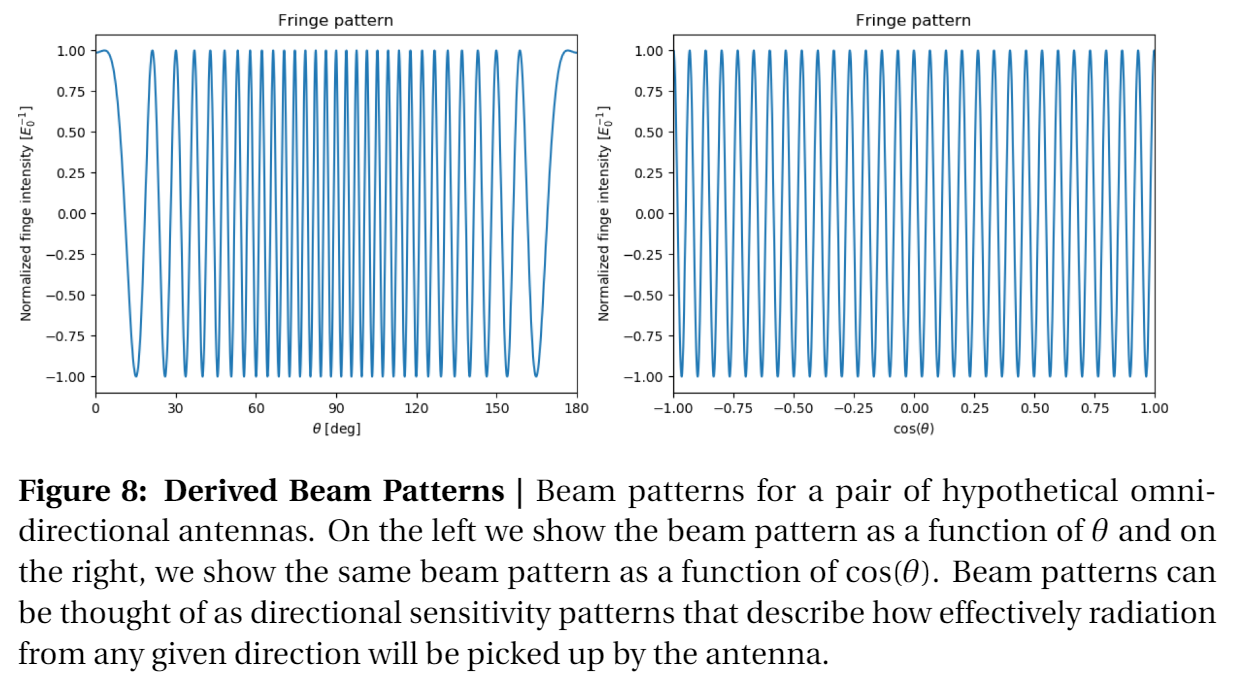 Fringe pattern
Normalized finge intensity [E₀⁻¹]
1.00
0.75
0.50
0.25
0.00
−0.25
−0.50
−0.75
−1.00
0 30 60 90 120 150 180
θ [deg]
Fringe pattern
Normalized finge intensity [E₀⁻¹]
1.00
0.75
0.50
0.25
0.00
−0.25
−0.50
−0.75
−1.00
−1.00 −0.75 −0.50 −0.25 0.00 0.25 0.50 0.75 1.00
cos(θ)
Figure 8: Derived Beam Patterns | Beam patterns for a pair of hypothetical omni-
directional antennas. On the left we show the beam pattern as a function of θ and on
the right, we show the same beam pattern as a function of cos(θ). Beam patterns can
be thought of as directional sensitivity patterns that describe how effectively radiation
from any given direction will be picked up by the antenna.